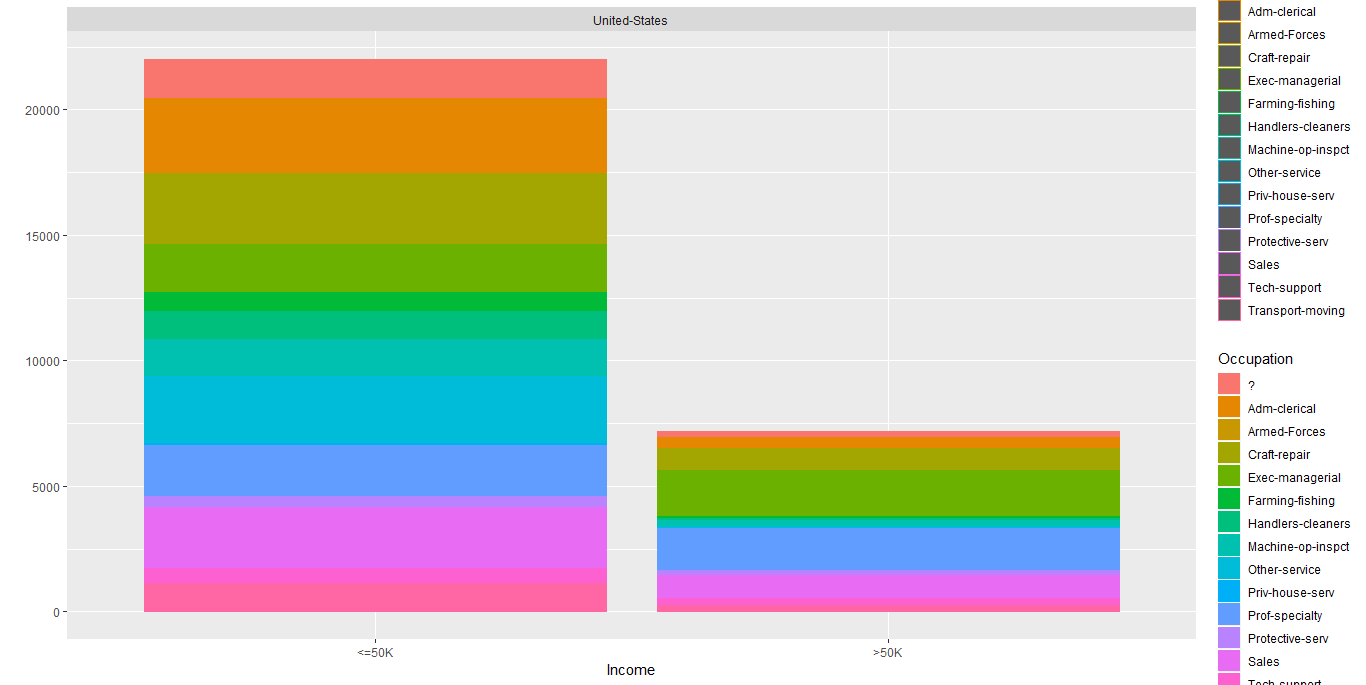 United-States
20000
15000
10000
5000
0
<=50K
>50K
Income
Adm-clerical
Armed-Forces
Craft-repair
Exec-managerial
Farming-fishing
Handlers-cleaners
Machine-op-inspct
Other-service
Priv-house-serv
Prof-specialty
Protective-serv
Sales
Tech-support
Transport-moving
Occupation
?
Adm-clerical
Armed-Forces
Craft-repair
Exec-managerial
Farming-fishing
Handlers-cleaners
Machine-op-inspct
Other-service
Priv-house-serv
Prof-specialty
Protective-serv
Sales
Tech-support